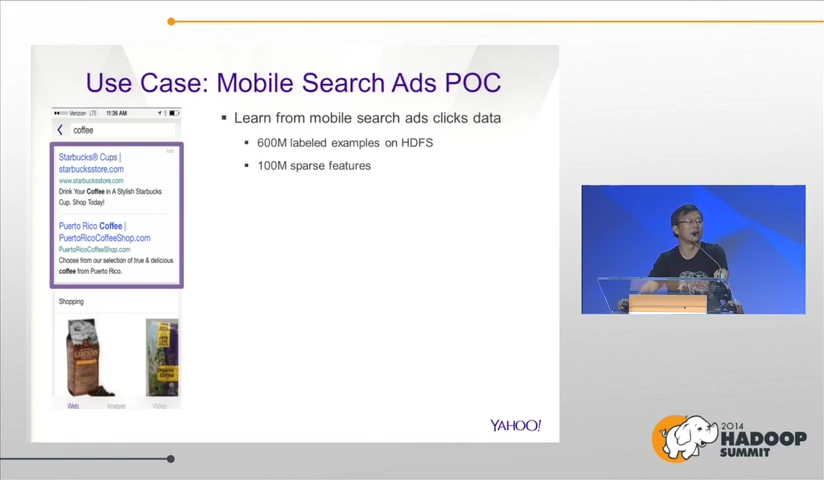 Use Case: Mobile Search Ads POC
Verizon LTE 11:36 AM
coffee
Ads
Starbucks® Cups |
starbucksstore.com
www.starbucksstore.com
Drink Your Coffee in A Stylish Starbucks
Cup. Shop Today!
Puerto Rico Coffee |
PuertoRicoCoffeeShop.com
PuertoRicoCoffeeShop.com
Choose from our selection of true & delicious
coffee from Puerto Rico.
Shopping
Web Images Video
▪ Learn from mobile search ads clicks data
▪ 600M labeled examples on HDFS
▪ 100M sparse features
YAHOO!
2014
HADOOP
SUMMIT